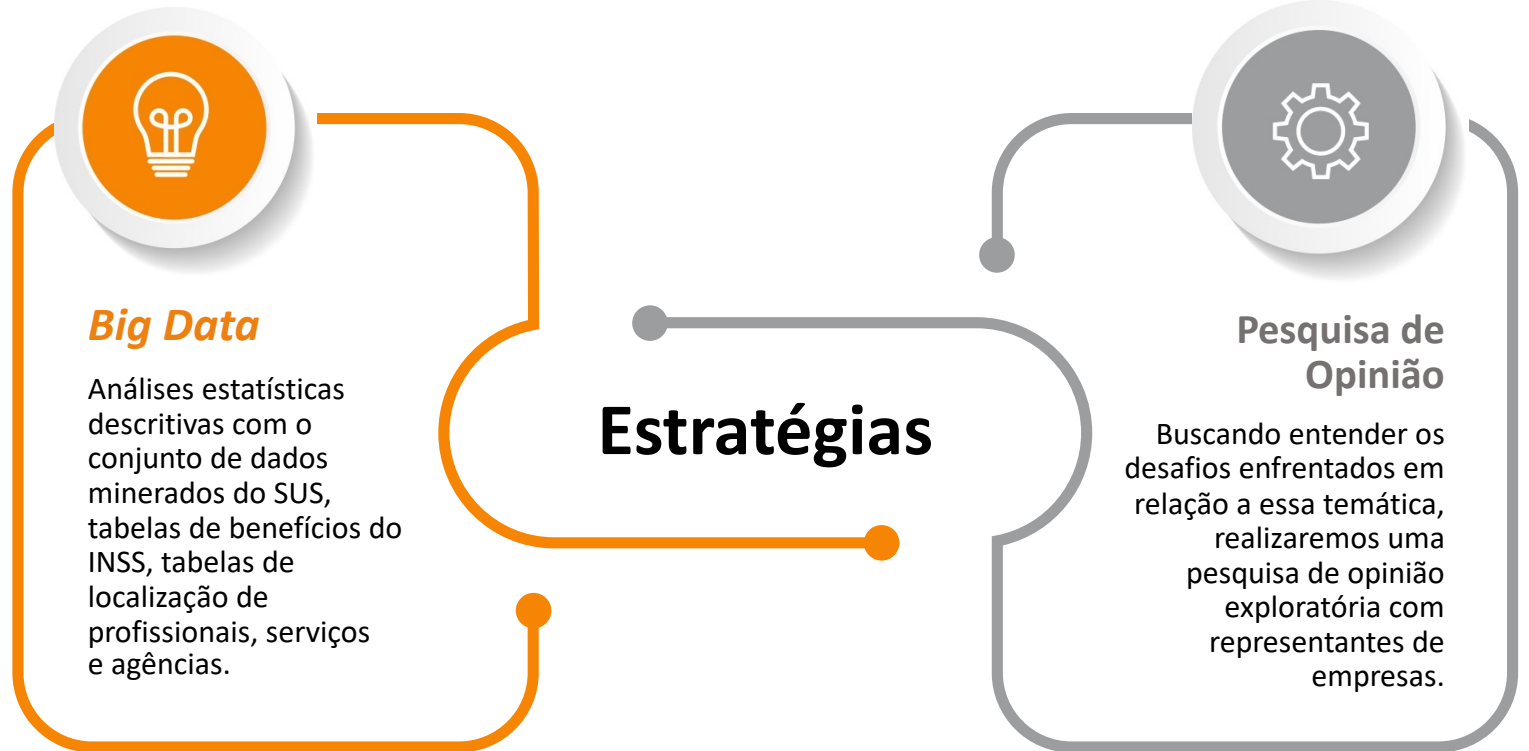 Big Data
Análises estatísticas
descritivas com o
conjunto de dados
minerados do SUS,
tabelas de benefícios do
INSS, tabelas de
localização de
profissionais, serviços
e agências.
Estratégias
Pesquisa de
Opinião
Buscando entender os
desafios enfrentados em
relação a essa temática,
realizaremos uma
pesquisa de opinião
exploratória com
representantes de
empresas.